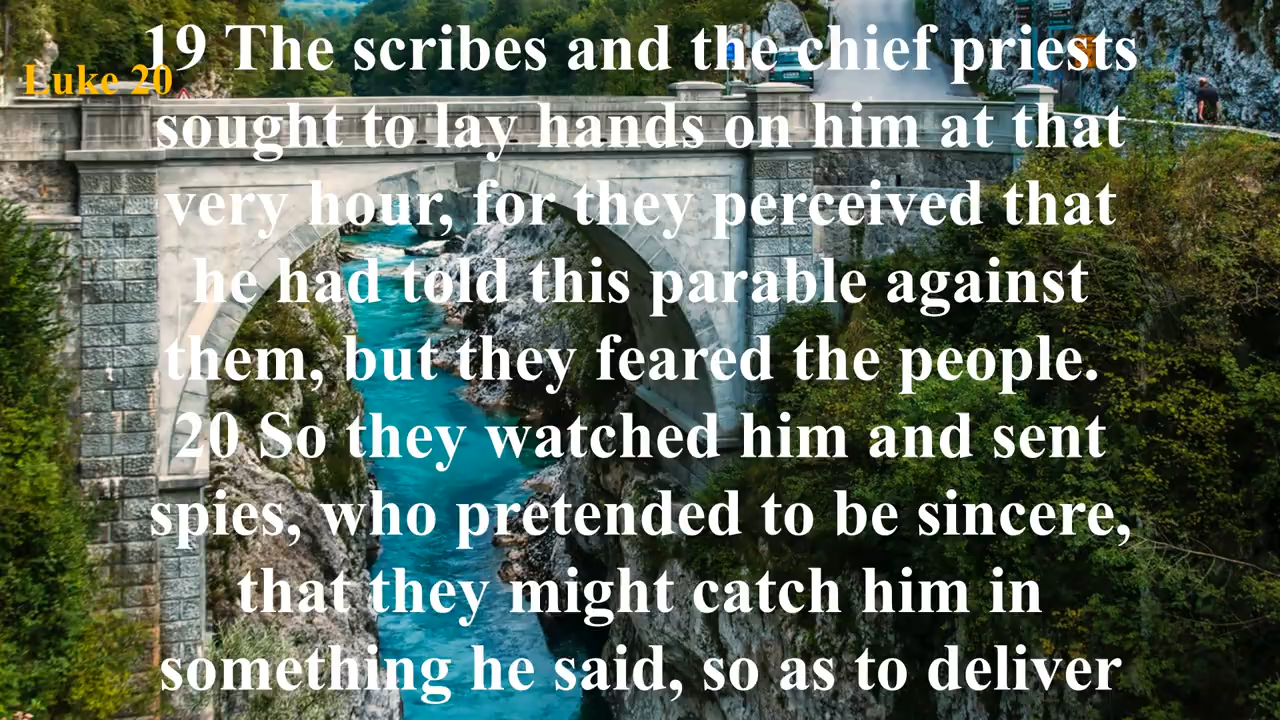 Luke 20
19 The scribes and the chief priests
sought to lay hands on him at that
very hour, for they perceived that
he had told this parable against
them, but they feared the people.
20 So they watched him and sent
spies, who pretended to be sincere,
that they might catch him in
something he said, so as to deliver